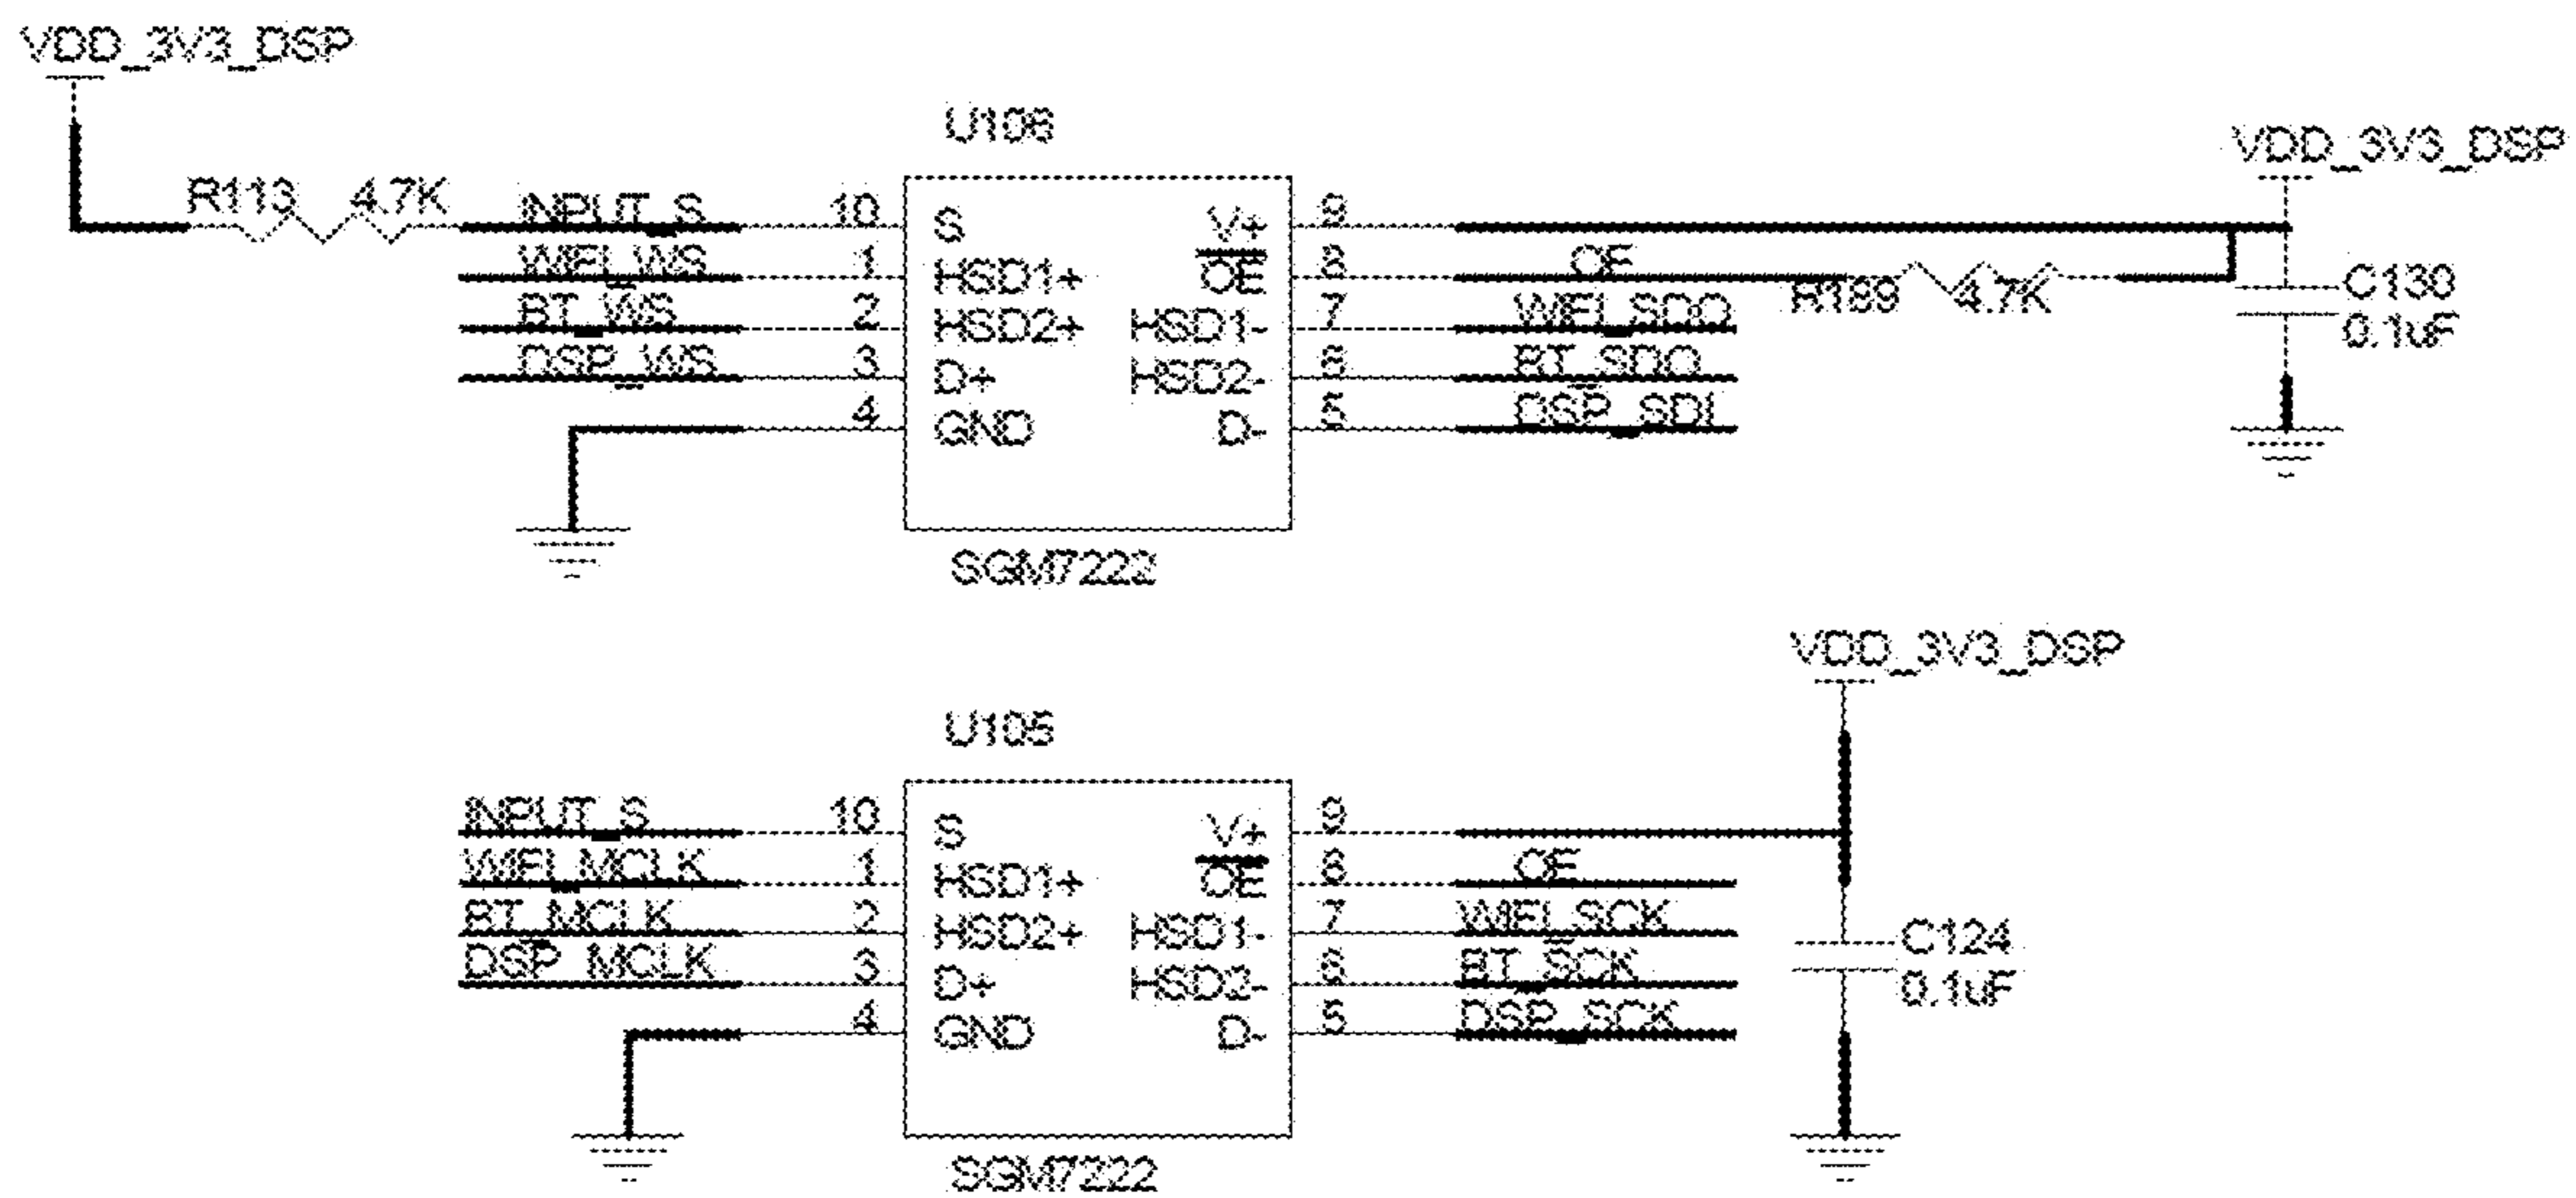 VDD_3V3_DSP
U106
VDD_3V3_DSP
R113 4.7K INPUT_S 10 S V+ 9
WIFI_WS 1 HSD1+ OE 8 OE R189 4.7K C130
BT_WS 2 HSD2+ HSD1- 7 WIFI_SDO 0.1uF
DSP_WS 3 D+ HSD2- 6 BT_SDO
4 GND D- 5 DSP_SDI
SGM7222
VDD_3V3_DSP
U105
INPUT_S 10 S V+ 9
WIFI_MCLK 1 HSD1+ OE 8 OE
BT_MCLK 2 HSD2+ HSD1- 7 WIFI_SCK C124
DSP_MCLK 3 D+ HSD2- 6 BT_SCK 0.1uF
4 GND D- 5 DSP_SCK
SGM7222